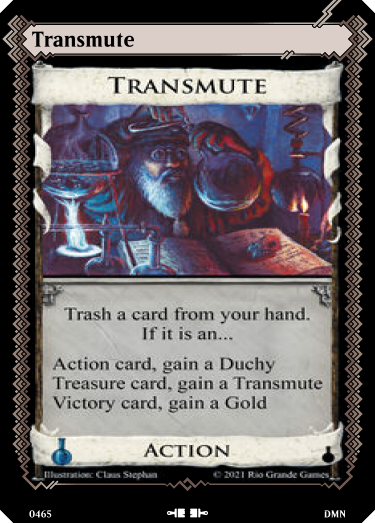 Transmute
TRANSMUTE
Trash a card from your hand.
If it is an...
Action card, gain a Duchy
Treasure card, gain a Transmute
Victory card, gain a Gold
ACTION
Illustration: Claus Stephan © 2021 Rio Grande Games
0465 DMN